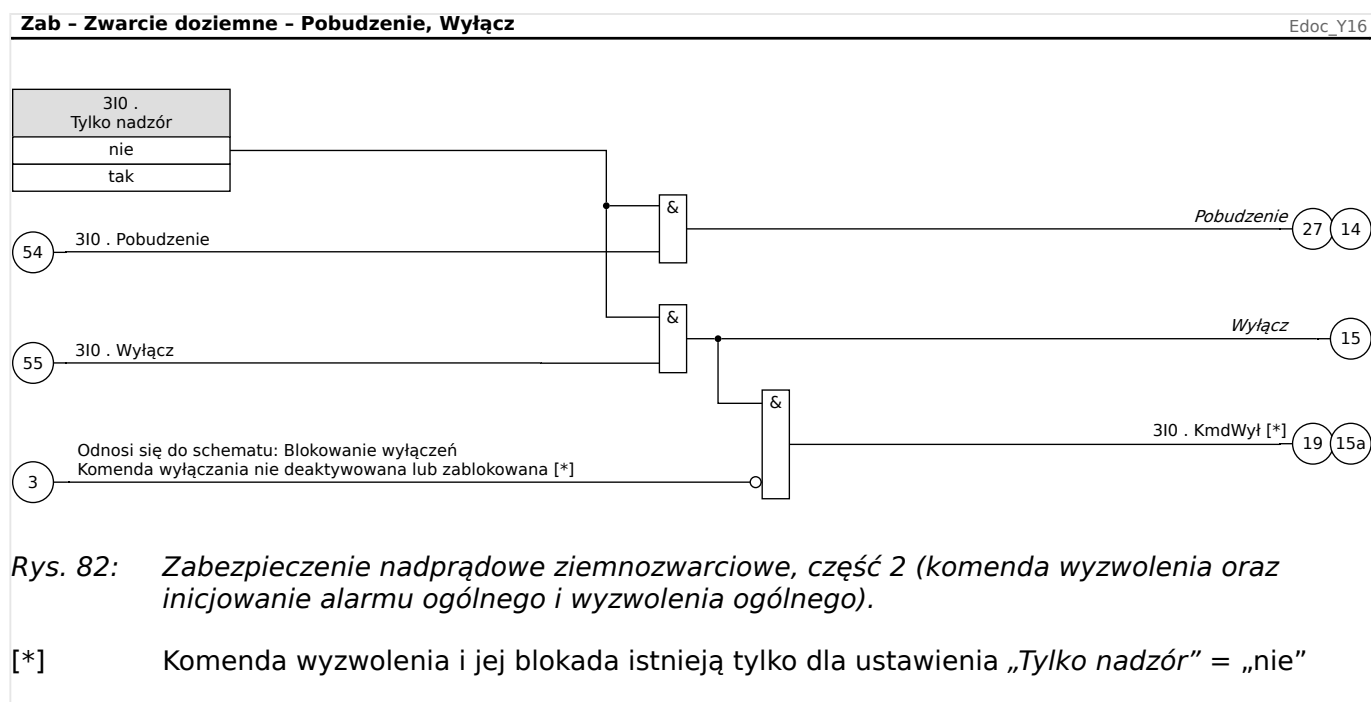 Zab – Zwarcie doziemne – Pobudzenie, Wyłącz
Edoc_Y16
3I0 .
Tylko nadzór
nie
tak
&
Pobudzenie
27
14
54
3I0 . Pobudzenie
&
Wyłącz
15
55
3I0 . Wyłącz
&
3I0 . KmdWył [*]
19
15a
Odnosi się do schematu: Blokowanie wyłączeń
3
Komenda wyłączania nie deaktywowana lub zablokowana [*]
Rys. 82: Zabezpieczenie nadprądowe ziemnozwarciowe, część 2 (komenda wyzwolenia oraz
inicjowanie alarmu ogólnego i wyzwolenia ogólnego).
[*] Komenda wyzwolenia i jej blokada istnieją tylko dla ustawienia „Tylko nadzór” = „nie”